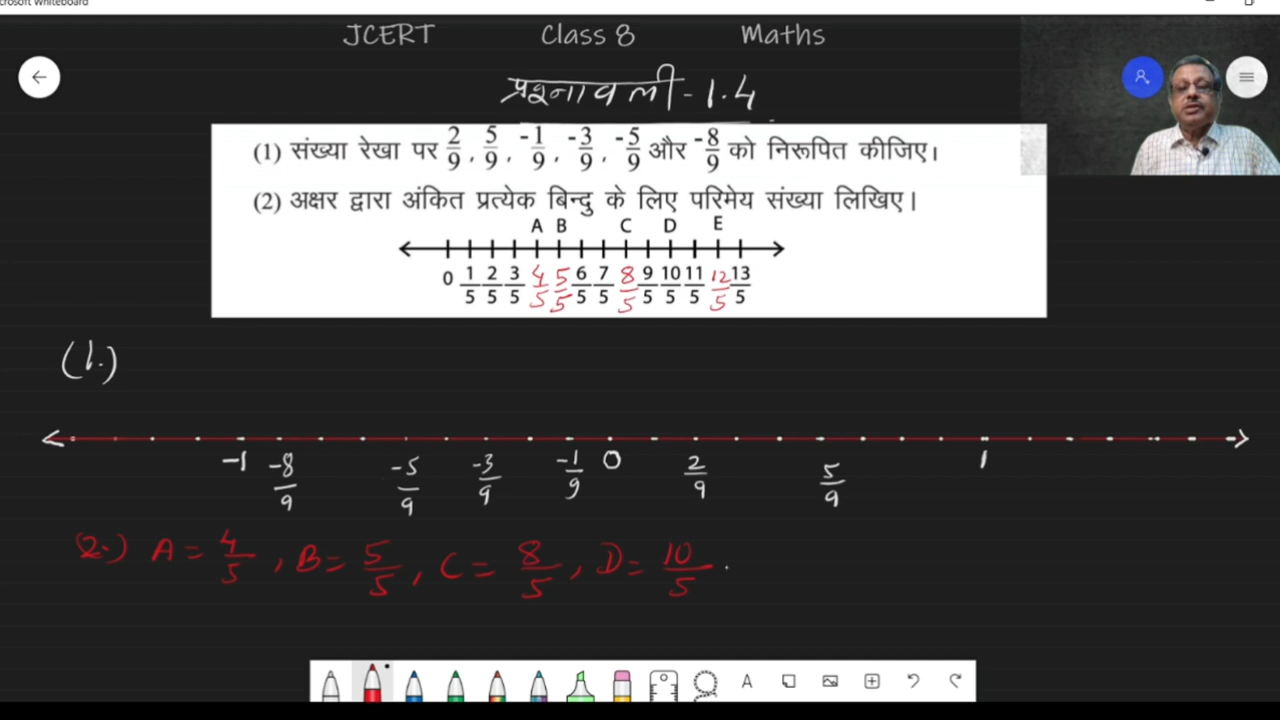 crosoft Whiteboard
JCERT Class 8 Maths
प्रश्नावली-1.4
(1) संख्या रेखा पर 2/9, 5/9, -1/9, -3/9, -5/9 और -8/9 को निरूपित कीजिए।
(2) अक्षर द्वारा अंकित प्रत्येक बिन्दु के लिए परिमेय संख्या लिखिए।
A B C D E
0 1/5 2/5 3/5 4/5 5/5 6/5 7/5 8/5 9/5 10/5 11/5 12/5 13/5
(1.)
-1 -8/9 -5/9 -3/9 -1/9 0 2/9 5/9 1
2.) A = 4/5, B = 5/5, C = 8/5, D = 10/5
A